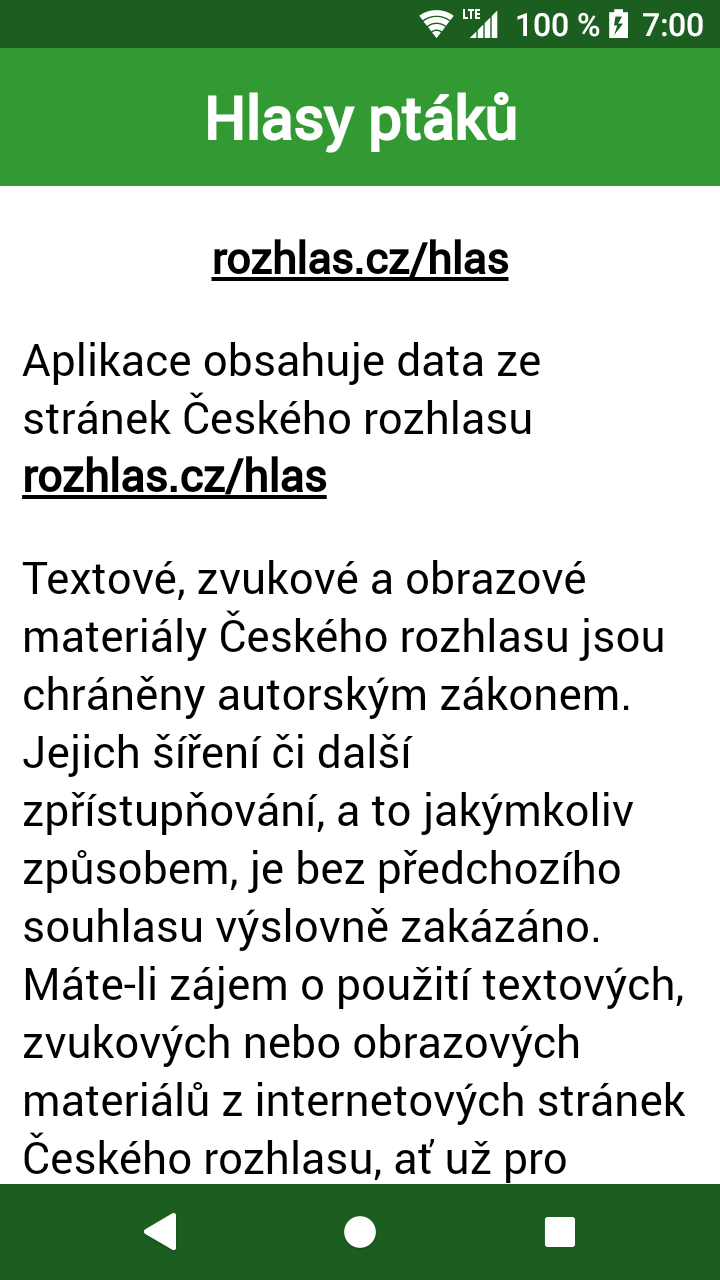 LTE 100 % 7:00
Hlasy ptáků
rozhlas.cz/hlas
Aplikace obsahuje data ze
stránek Českého rozhlasu
rozhlas.cz/hlas
Textové, zvukové a obrazové
materiály Českého rozhlasu jsou
chráněny autorským zákonem.
Jejich šíření či další
zpřístupňování, a to jakýmkoliv
způsobem, je bez předchozího
souhlasu výslovně zakázáno.
Máte-li zájem o použití textových,
zvukových nebo obrazových
materiálů z internetových stránek
Českého rozhlasu, ať už pro